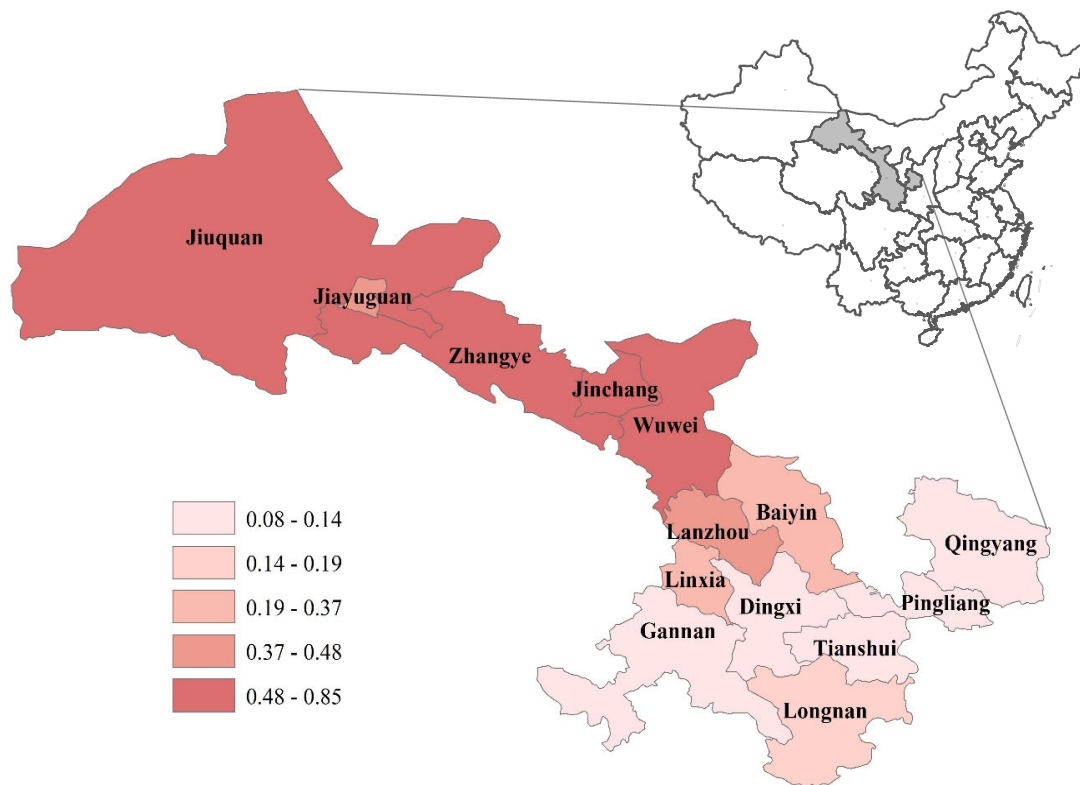 Jiuquan
Jiayuguan
Zhangye
Jinchang
Wuwei
Baiyin
Lanzhou
Qingyang
Linxia
Dingxi
Pingliang
Gannan
Tianshui
Longnan
0.08 - 0.14
0.14 - 0.19
0.19 - 0.37
0.37 - 0.48
0.48 - 0.85